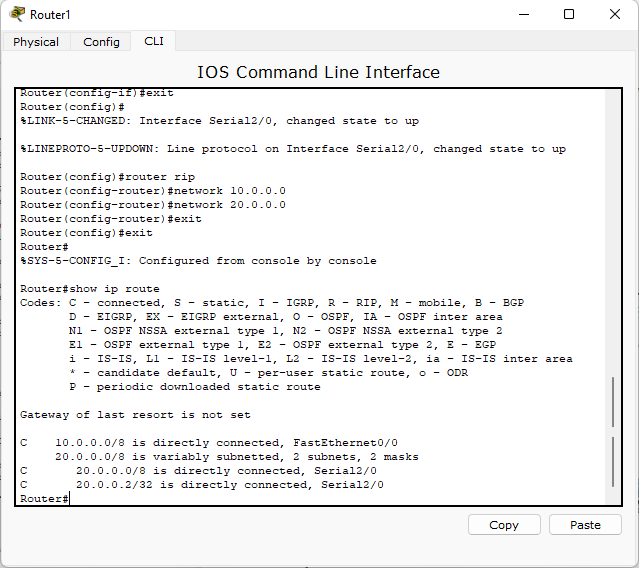 Router1
Physical Config CLI
IOS Command Line Interface
Router(config-if)#exit
Router(config)#
%LINK-5-CHANGED: Interface Serial2/0, changed state to up
%LINEPROTO-5-UPDOWN: Line protocol on Interface Serial2/0, changed state to up
Router(config)#router rip
Router(config-router)#network 10.0.0.0
Router(config-router)#network 20.0.0.0
Router(config-router)#exit
Router(config)#exit
Router#
%SYS-5-CONFIG_I: Configured from console by console
Router#show ip route
Codes: C - connected, S - static, I - IGRP, R - RIP, M - mobile, B - BGP
D - EIGRP, EX - EIGRP external, O - OSPF, IA - OSPF inter area
N1 - OSPF NSSA external type 1, N2 - OSPF NSSA external type 2
E1 - OSPF external type 1, E2 - OSPF external type 2, E - EGP
i - IS-IS, L1 - IS-IS level-1, L2 - IS-IS level-2, ia - IS-IS inter area
* - candidate default, U - per-user static route, o - ODR
P - periodic downloaded static route
Gateway of last resort is not set
C    10.0.0.0/8 is directly connected, FastEthernet0/0
20.0.0.0/8 is variably subnetted, 2 subnets, 2 masks
C       20.0.0.0/8 is directly connected, Serial2/0
C       20.0.0.2/32 is directly connected, Serial2/0
Router#
Copy Paste